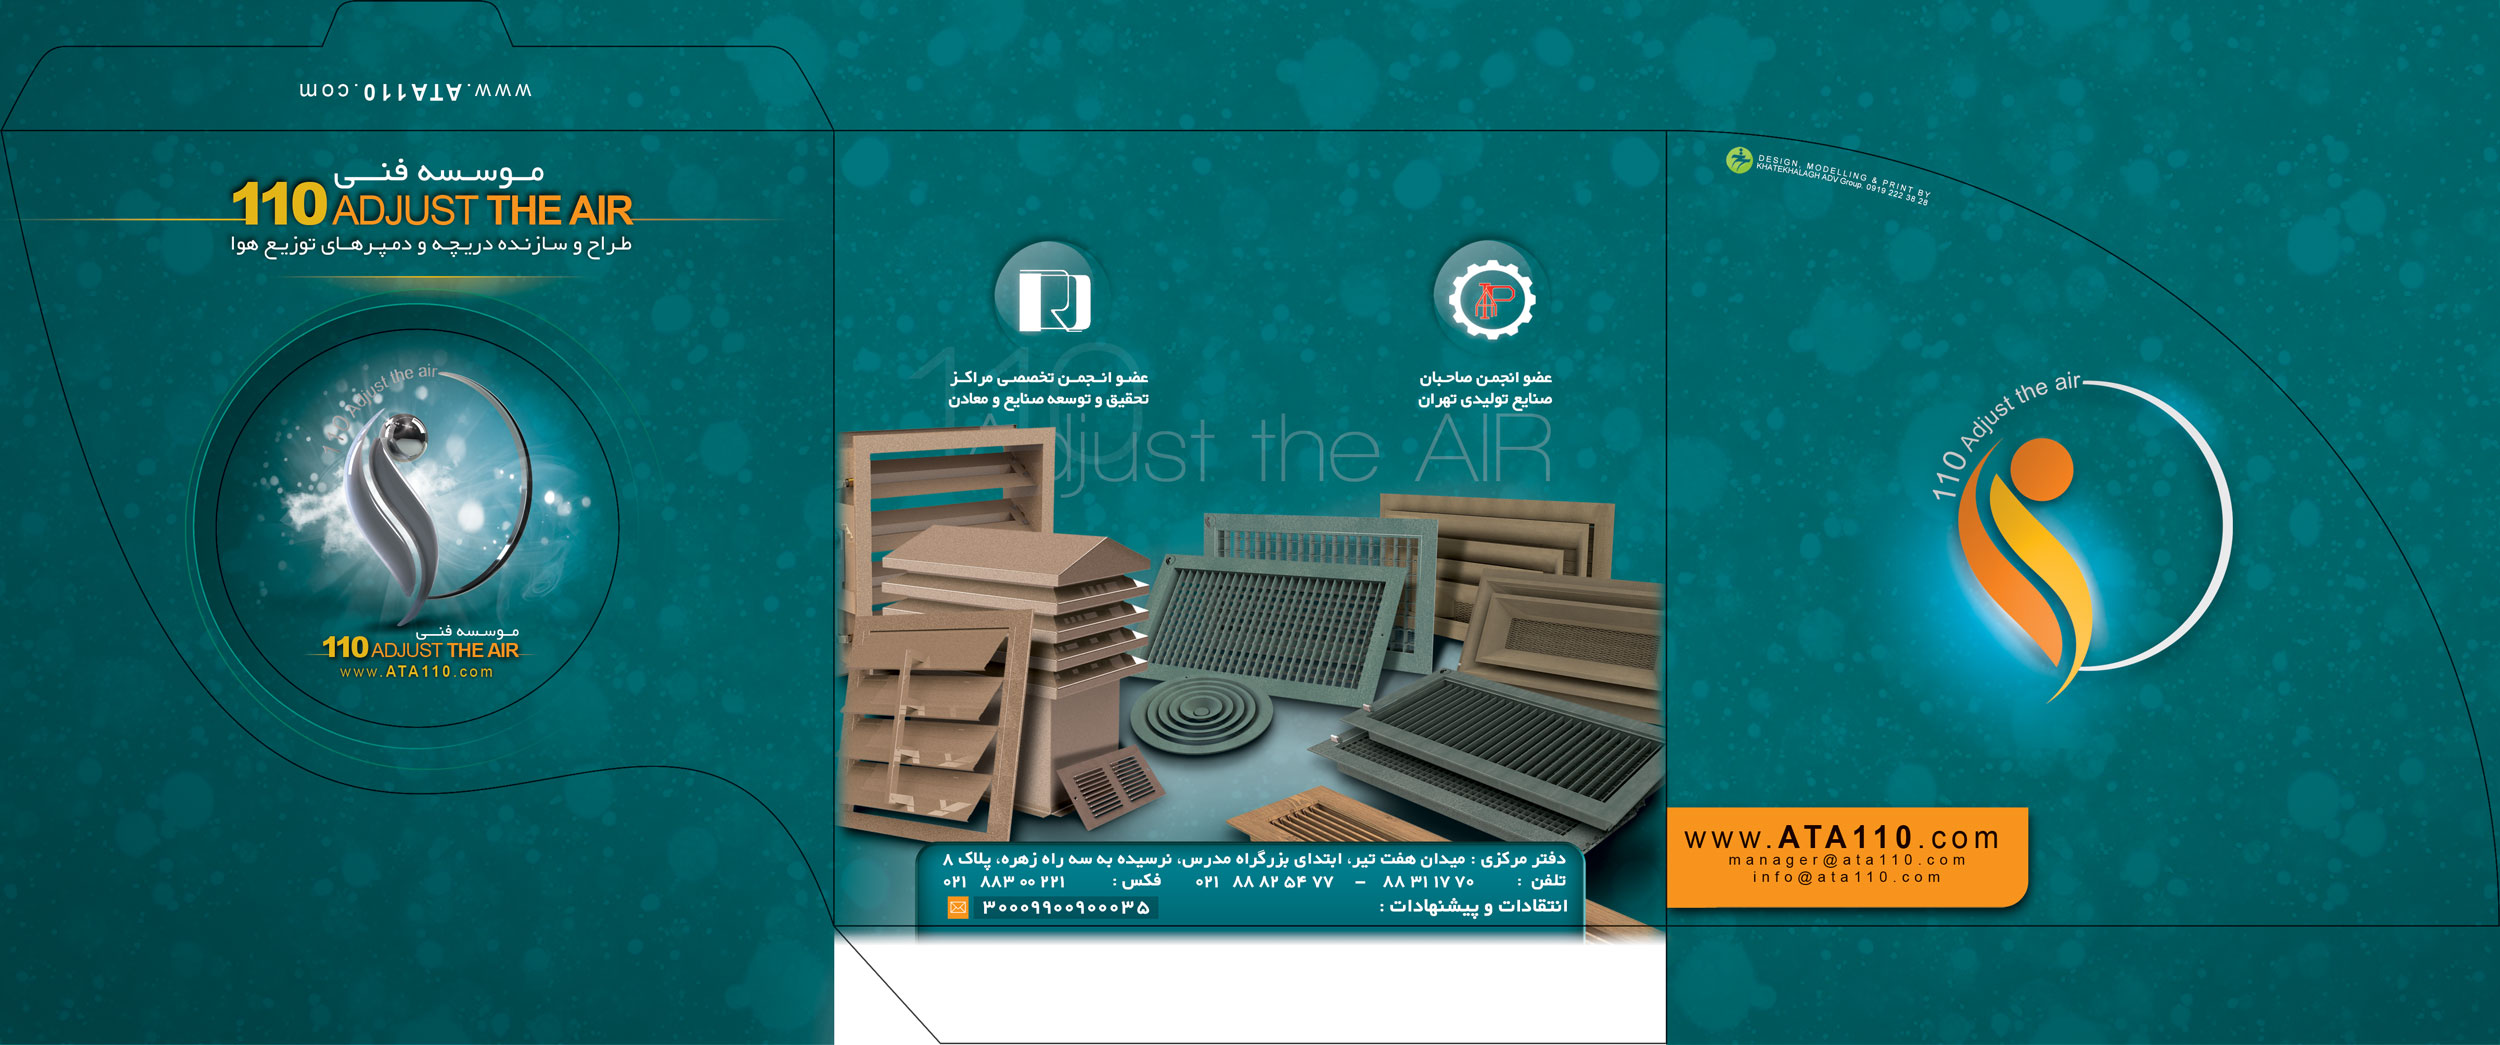 www.ATA110.com
موسسه فنی
110 ADJUST THE AIR
طراح و سازنده دریچه و دمپرهای توزیع هوا
110 Adjust the air
موسسه فنی
110 ADJUST THE AIR
www.ATA110.com
عضو انجمن صاحبان
صنایع تولیدی تهران
عضو انجمن تخصصی مراکز
تحقیق و توسعه صنایع و معادن
110
Adjust the AIR
دفتر مرکزی : میدان هفت تیر، ابتدای بزرگراه مدرس، نرسیده به سه راه زهره، پلاک ۸
تلفن : ۸۸ ۳۱ ۱۷ ۷۰ – ۰۲۱ ۸۸ ۸۲ ۵۴ ۷۷ فکس : ۰۲۱ ۸۸۳ ۰۰ ۲۲۱
انتقادات و پیشنهادات : ۳۰۰۰۹۹۰۰۹۰۰۰۳۵
DESIGN, MODELLING & PRINT BY
KHATEKHALAGH ADV Group. 0919 222 38 28
110 Adjust the air
www.ATA110.com
manager@ata110.com
info@ata110.com